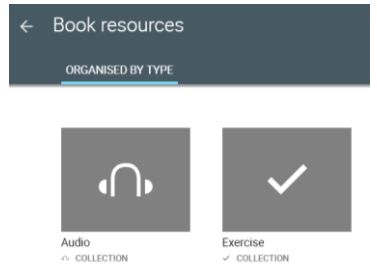 Book resources
ORGANISED BY TYPE
Audio
COLLECTION
Exercise
COLLECTION